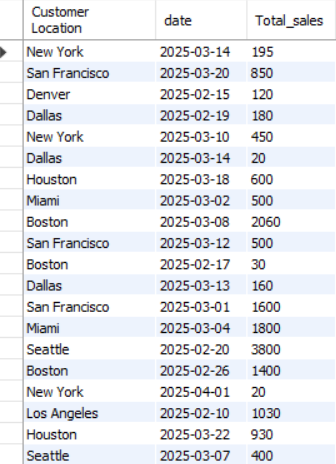 Customer Location date Total_sales
New York 2025-03-14 195
San Francisco 2025-03-20 850
Denver 2025-02-15 120
Dallas 2025-02-19 180
New York 2025-03-10 450
Dallas 2025-03-14 20
Houston 2025-03-18 600
Miami 2025-03-02 500
Boston 2025-03-08 2060
San Francisco 2025-03-12 500
Boston 2025-02-17 30
Dallas 2025-03-13 160
San Francisco 2025-03-01 1600
Miami 2025-03-04 1800
Seattle 2025-02-20 3800
Boston 2025-02-26 1400
New York 2025-04-01 20
Los Angeles 2025-02-10 1030
Houston 2025-03-22 930
Seattle 2025-03-07 400